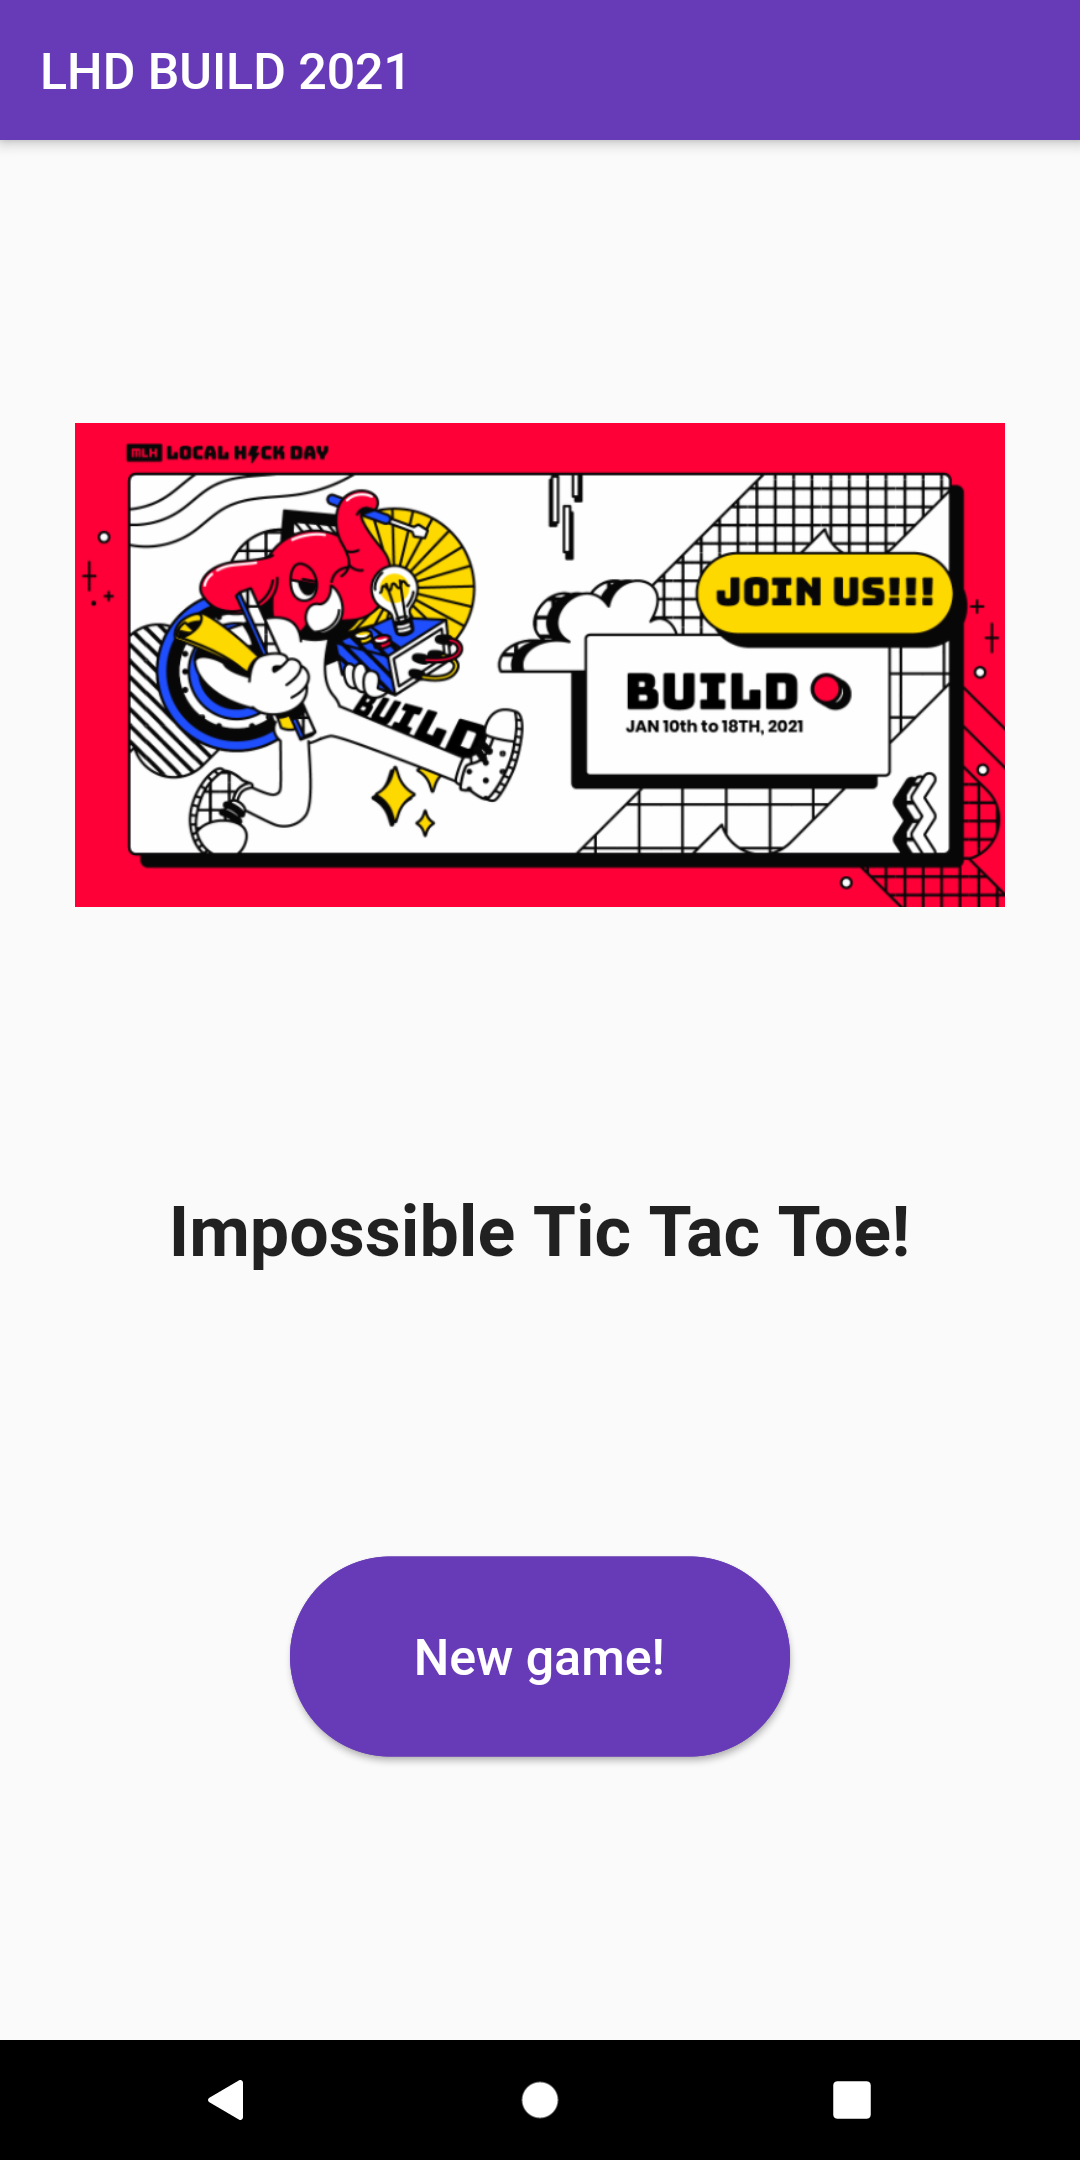 LHD BUILD 2021
MLH LOCAL HACK DAY
JOIN US!!!
BUILD
BUILD
JAN 10th to 18TH, 2021
Impossible Tic Tac Toe!
New game!